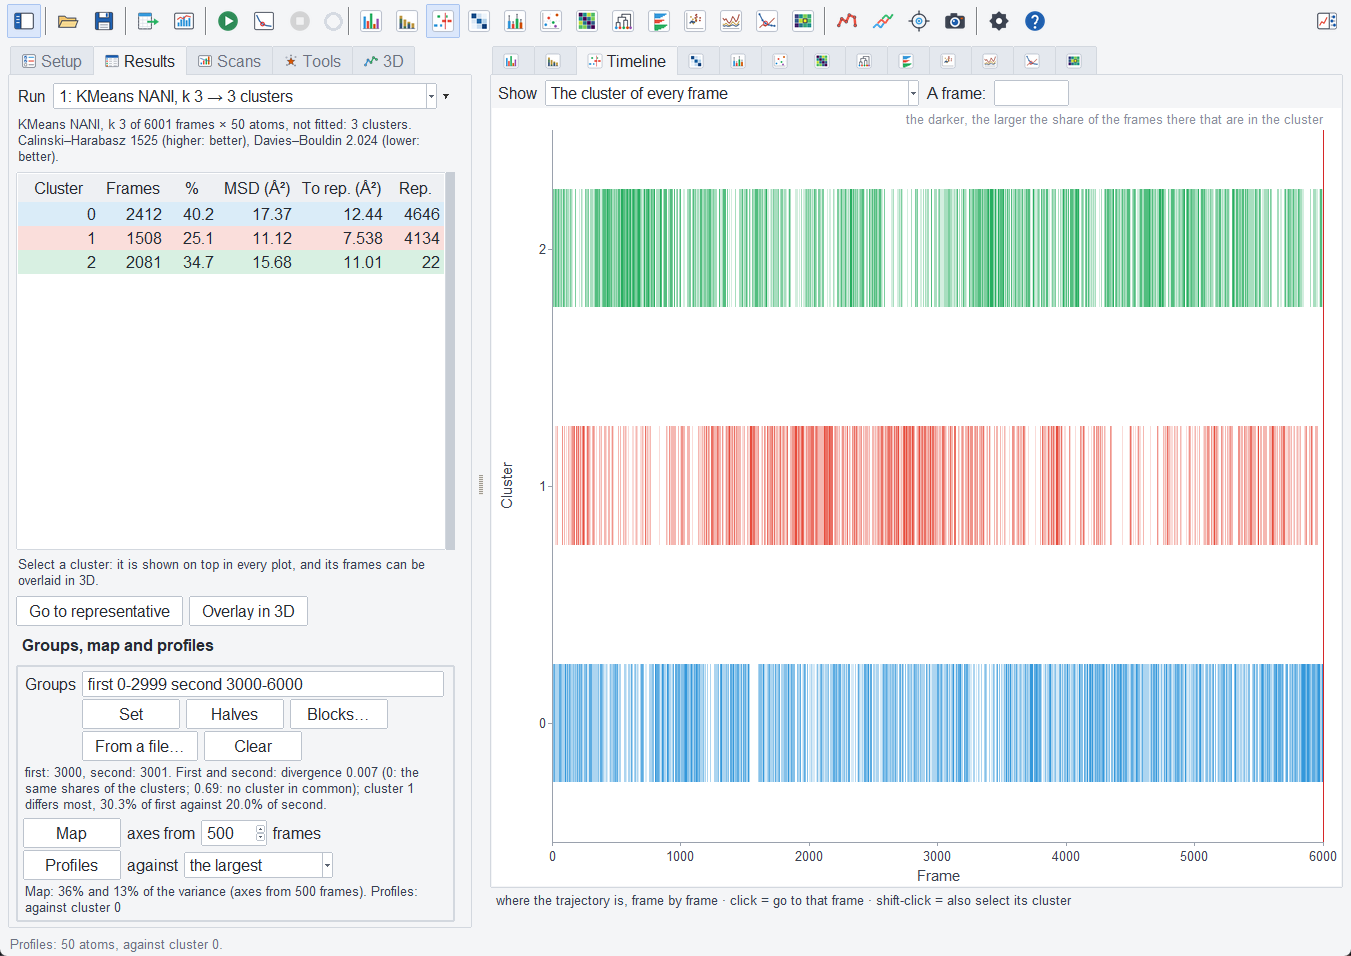 Setup
Results
Scans
Tools
3D
Timeline
Run 1: KMeans NANI, k 3 → 3 clusters
KMeans NANI, k 3 of 6001 frames × 50 atoms, not fitted: 3 clusters.
Calinski–Harabasz 1525 (higher: better), Davies–Bouldin 2.024 (lower:
better).
Cluster Frames % MSD (Å²) To rep. (Å²) Rep.
0 2412 40.2 17.37 12.44 4646
1 1508 25.1 11.12 7.538 4134
2 2081 34.7 15.68 11.01 22
Select a cluster: it is shown on top in every plot, and its frames can be
overlaid in 3D.
Go to representative
Overlay in 3D
Groups, map and profiles
Groups first 0-2999 second 3000-6000
Set
Halves
Blocks...
From a file...
Clear
first: 3000, second: 3001. First and second: divergence 0.007 (0: the
same shares of the clusters; 0.69: no cluster in common); cluster 1
differs most, 30.3% of first against 20.0% of second.
Map axes from 500 frames
Profiles against the largest
Map: 36% and 13% of the variance (axes from 500 frames). Profiles:
against cluster 0
Profiles: 50 atoms, against cluster 0.
Show The cluster of every frame A frame:
the darker, the larger the share of the frames there that are in the cluster
2
1
0
Cluster
0 1000 2000 3000 4000 5000 6000
Frame
where the trajectory is, frame by frame · click = go to that frame · shift-click = also select its cluster